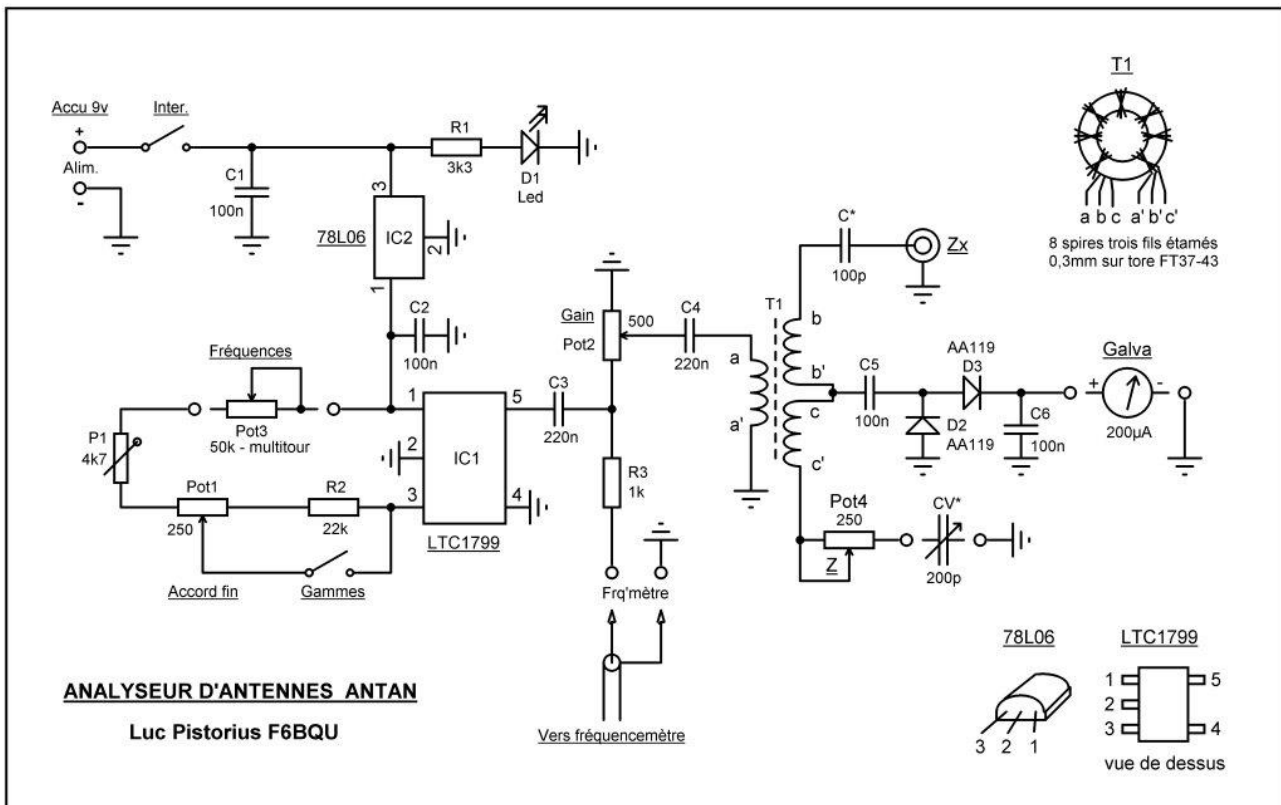 Accu 9v
Inter.
+
Alim.
-
C1
100n
R1
3k3
D1
Led
3
78L06
IC2
2
1
C2
100n
T1
a b c a' b' c'
8 spires trois fils étamés
0,3mm sur tore FT37-43
C*
100p
Zx
Gain
500
Pot2
C4
220n
T1
a
a'
b
b'
c
c'
C5
100n
AA119
D3
D2
AA119
C6
100n
Galva
+
-
200µA
Fréquences
Pot3
50k - multitour
P1
4k7
Pot1
250
R2
22k
Accord fin
Gammes
1
2
3
IC1
5
4
LTC1799
C3
220n
R3
1k
Frq'mètre
Vers fréquencemètre
Pot4
250
Z
CV*
200p
ANALYSEUR D'ANTENNES ANTAN
Luc Pistorius F6BQU
78L06
3 2 1
LTC1799
1
2
3
5
4
vue de dessus